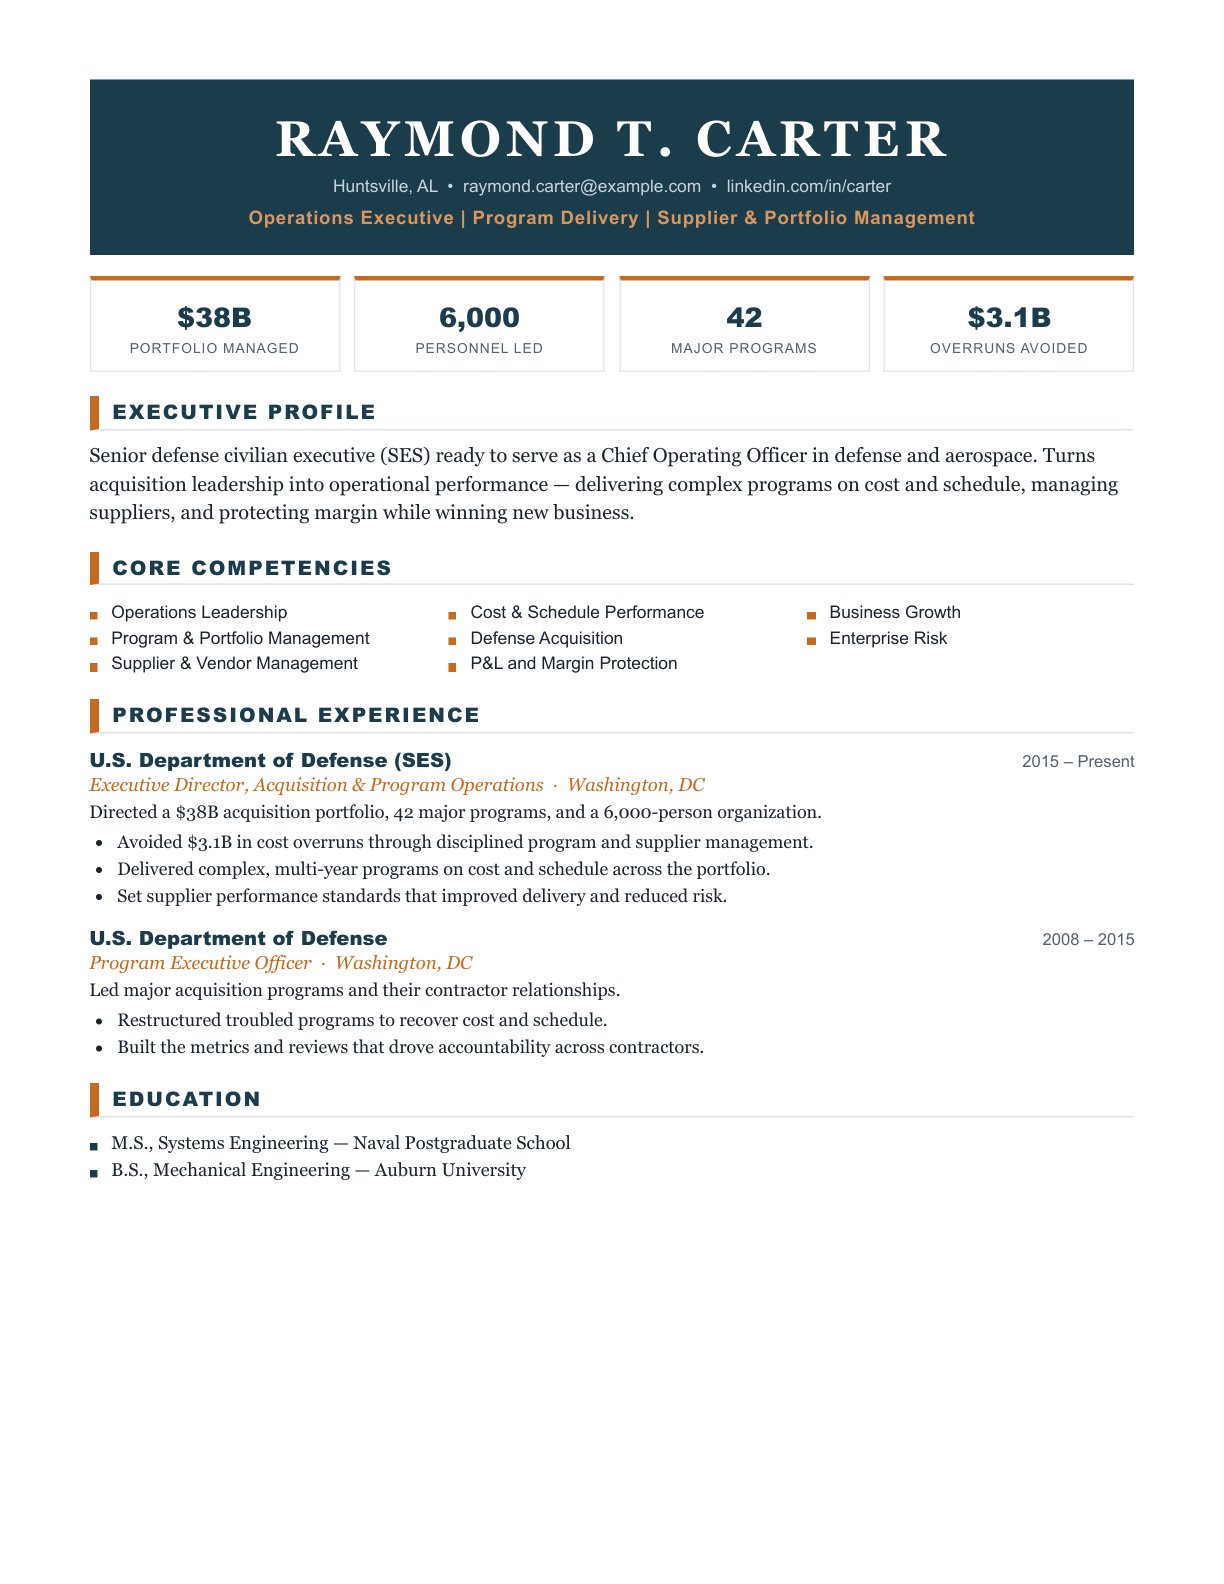 RAYMOND T. CARTER
Huntsville, AL • raymond.carter@example.com • linkedin.com/in/carter
Operations Executive | Program Delivery | Supplier & Portfolio Management
$38B
PORTFOLIO MANAGED
6,000
PERSONNEL LED
42
MAJOR PROGRAMS
$3.1B
OVERRUNS AVOIDED
EXECUTIVE PROFILE
Senior defense civilian executive (SES) ready to serve as a Chief Operating Officer in defense and aerospace. Turns
acquisition leadership into operational performance — delivering complex programs on cost and schedule, managing
suppliers, and protecting margin while winning new business.
CORE COMPETENCIES
Operations Leadership
Program & Portfolio Management
Supplier & Vendor Management
Cost & Schedule Performance
Defense Acquisition
P&L and Margin Protection
Business Growth
Enterprise Risk
PROFESSIONAL EXPERIENCE
U.S. Department of Defense (SES) 2015 – Present
Executive Director, Acquisition & Program Operations · Washington, DC
Directed a $38B acquisition portfolio, 42 major programs, and a 6,000-person organization.
• Avoided $3.1B in cost overruns through disciplined program and supplier management.
• Delivered complex, multi-year programs on cost and schedule across the portfolio.
• Set supplier performance standards that improved delivery and reduced risk.
U.S. Department of Defense 2008 – 2015
Program Executive Officer · Washington, DC
Led major acquisition programs and their contractor relationships.
• Restructured troubled programs to recover cost and schedule.
• Built the metrics and reviews that drove accountability across contractors.
EDUCATION
M.S., Systems Engineering — Naval Postgraduate School
B.S., Mechanical Engineering — Auburn University